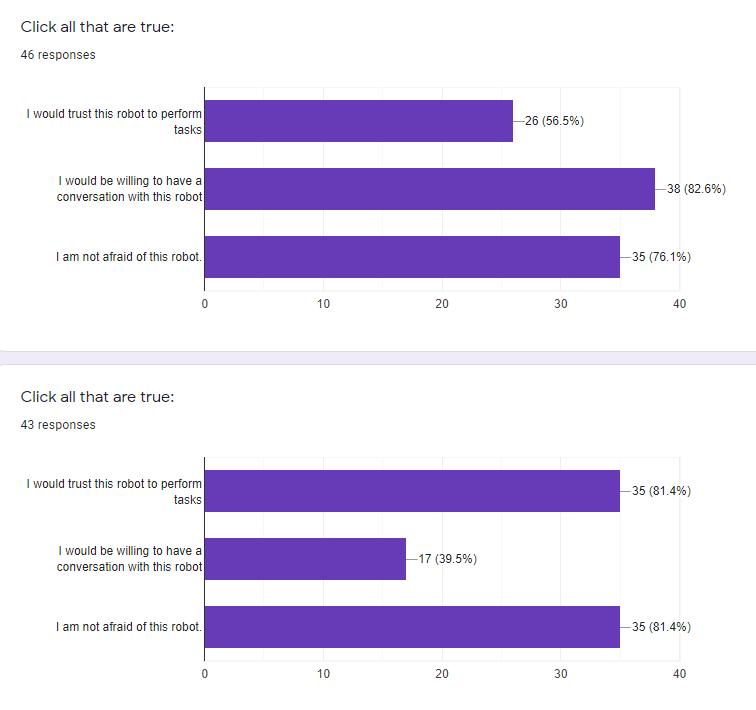 Click all that are true:
46 responses
I would trust this robot to perform
tasks
26 (56.5%)
I would be willing to have a
conversation with this robot
38 (82.6%)
I am not afraid of this robot.
35 (76.1%)
0 10 20 30 40
Click all that are true:
43 responses
I would trust this robot to perform
tasks
35 (81.4%)
I would be willing to have a
conversation with this robot
17 (39.5%)
I am not afraid of this robot.
35 (81.4%)
0 10 20 30 40